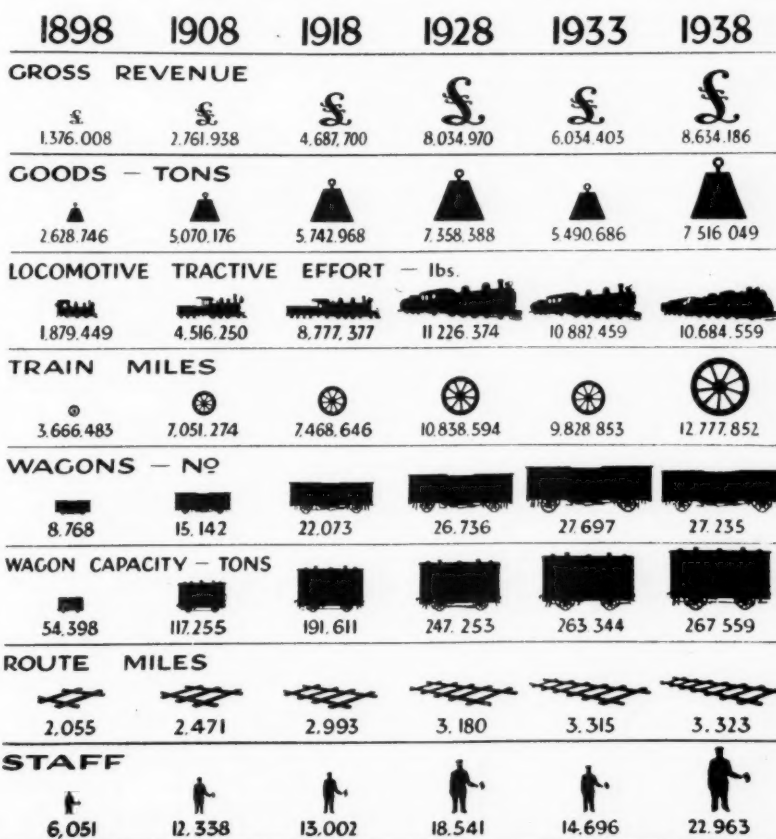 1898 1908 1918 1928 1933 1938
GROSS REVENUE
£ £ £ £ £ £
1.376.008 2.761.938 4.687,700 8.034.970 6.034.403 8.634.186
GOODS — TONS
2.628.746 5,070.176 5.742.968 7.358.388 5.490.686 7 516 049
LOCOMOTIVE TRACTIVE EFFORT — lbs.
1.879.449 4.516.250 8,777,377 11 226.374 10 887.459 10.684.559
TRAIN MILES
3.666.483 7.051.274 7.468.646 10.838.594 9.828 853 12.777.852
WAGONS — Nº
8.768 15.142 22.073 26.736 27.697 27.235
WAGON CAPACITY — TONS
54.398 117.255 191.611 247.253 263.344 267 559
ROUTE MILES
2.055 2.471 2.993 3.180 3.315 3.323
STAFF
6,051 12.338 13.002 18.541 14.696 22.963